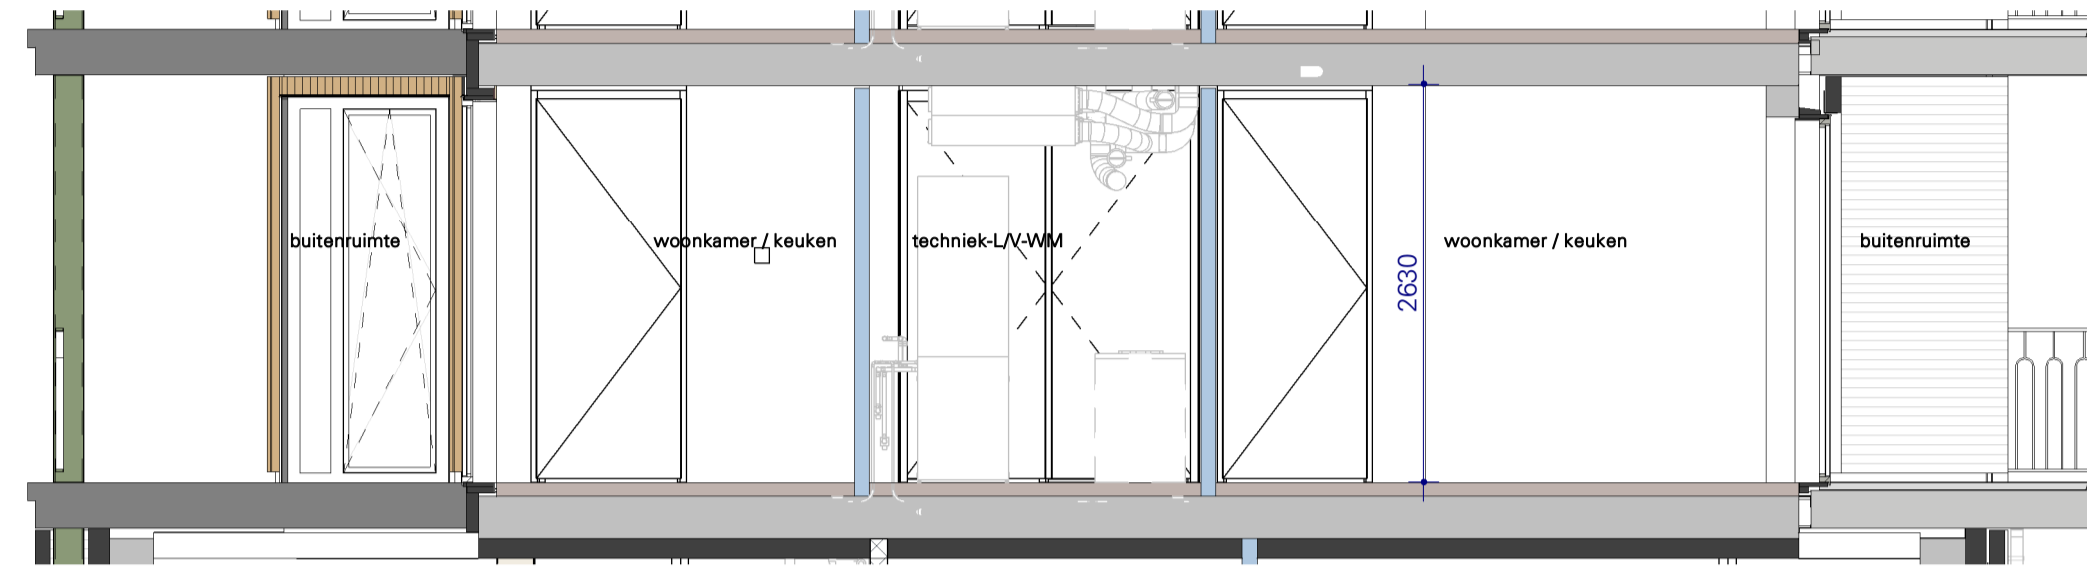 buitenruimte
woonkamer / keuken
techniek-L/V-WM
woonkamer / keuken
buitenruimte
2630